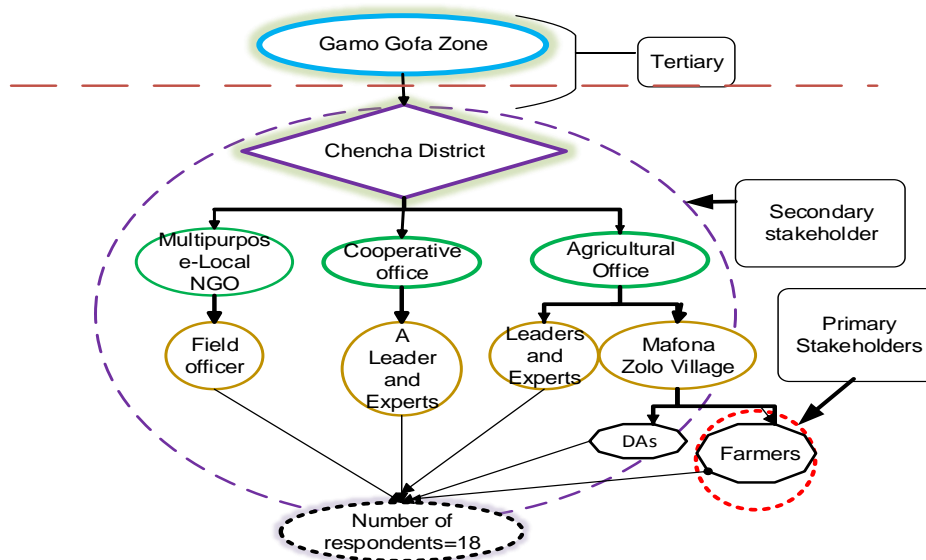 Gamo Gofa Zone
Tertiary
Chencha District
Secondary
stakeholder
Multipurpos
e-Local
NGO
Cooperative
office
Agricultural
Office
Field
officer
A
Leader
and
Experts
Leaders
and
Experts
Mafona
Zolo Village
Primary
Stakeholders
DAs
Farmers
Number of
respondents=18